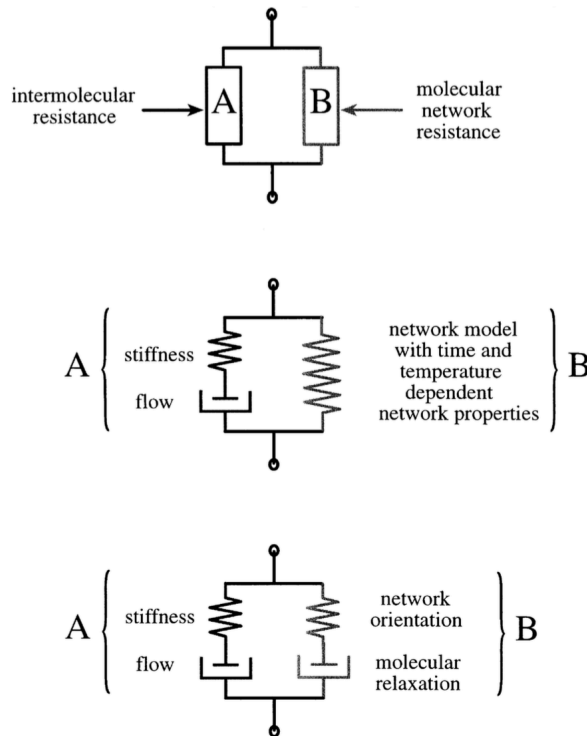 intermolecular
resistance
A
B
molecular
network
resistance
A
stiffness
flow
network model
with time and
temperature
dependent
network properties
B
A
stiffness
flow
network
orientation
molecular
relaxation
B